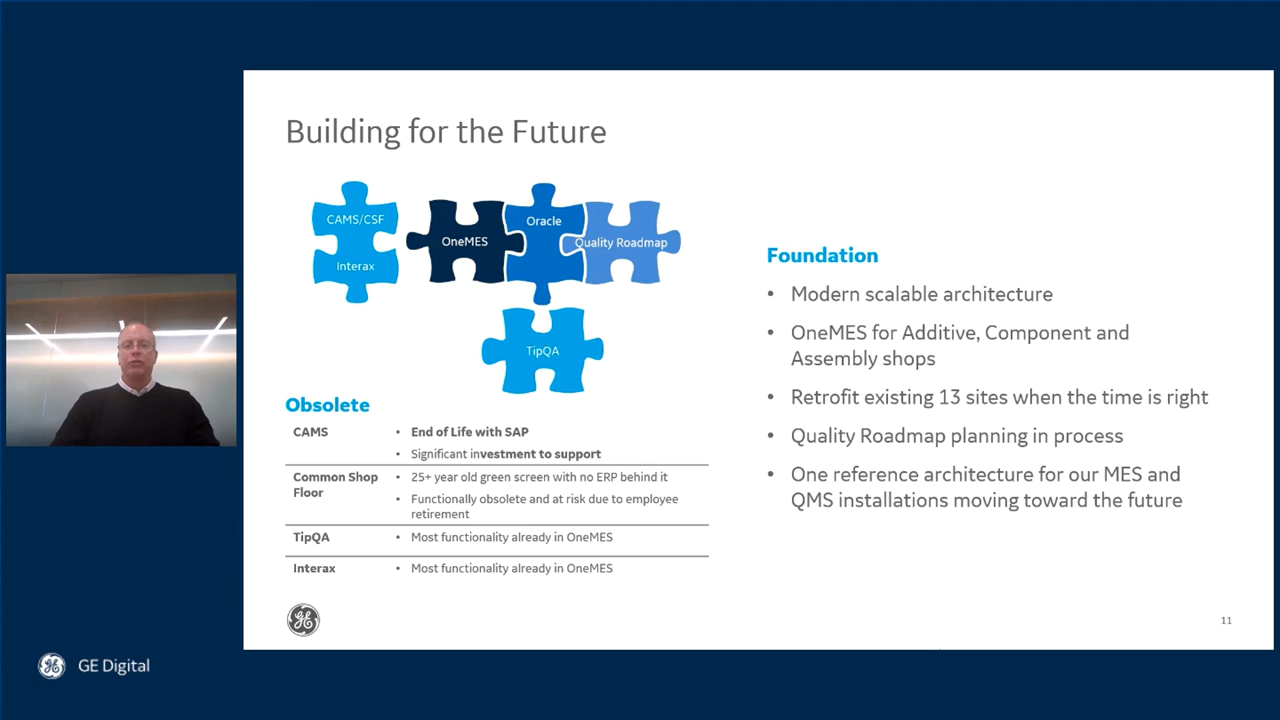 Building for the Future
CAMS/CSF
Interax
OneMES
Oracle
Quality Roadmap
TipQA
Obsolete
CAMS
• End of Life with SAP
• Significant investment to support
Common Shop
Floor
• 25+ year old green screen with no ERP behind it
• Functionally obsolete and at risk due to employee
retirement
TipQA
• Most functionality already in OneMES
Interax
• Most functionality already in OneMES
Foundation
• Modern scalable architecture
• OneMES for Additive, Component and
Assembly shops
• Retrofit existing 13 sites when the time is right
• Quality Roadmap planning in process
• One reference architecture for our MES and
QMS installations moving toward the future
GE
11
GE Digital